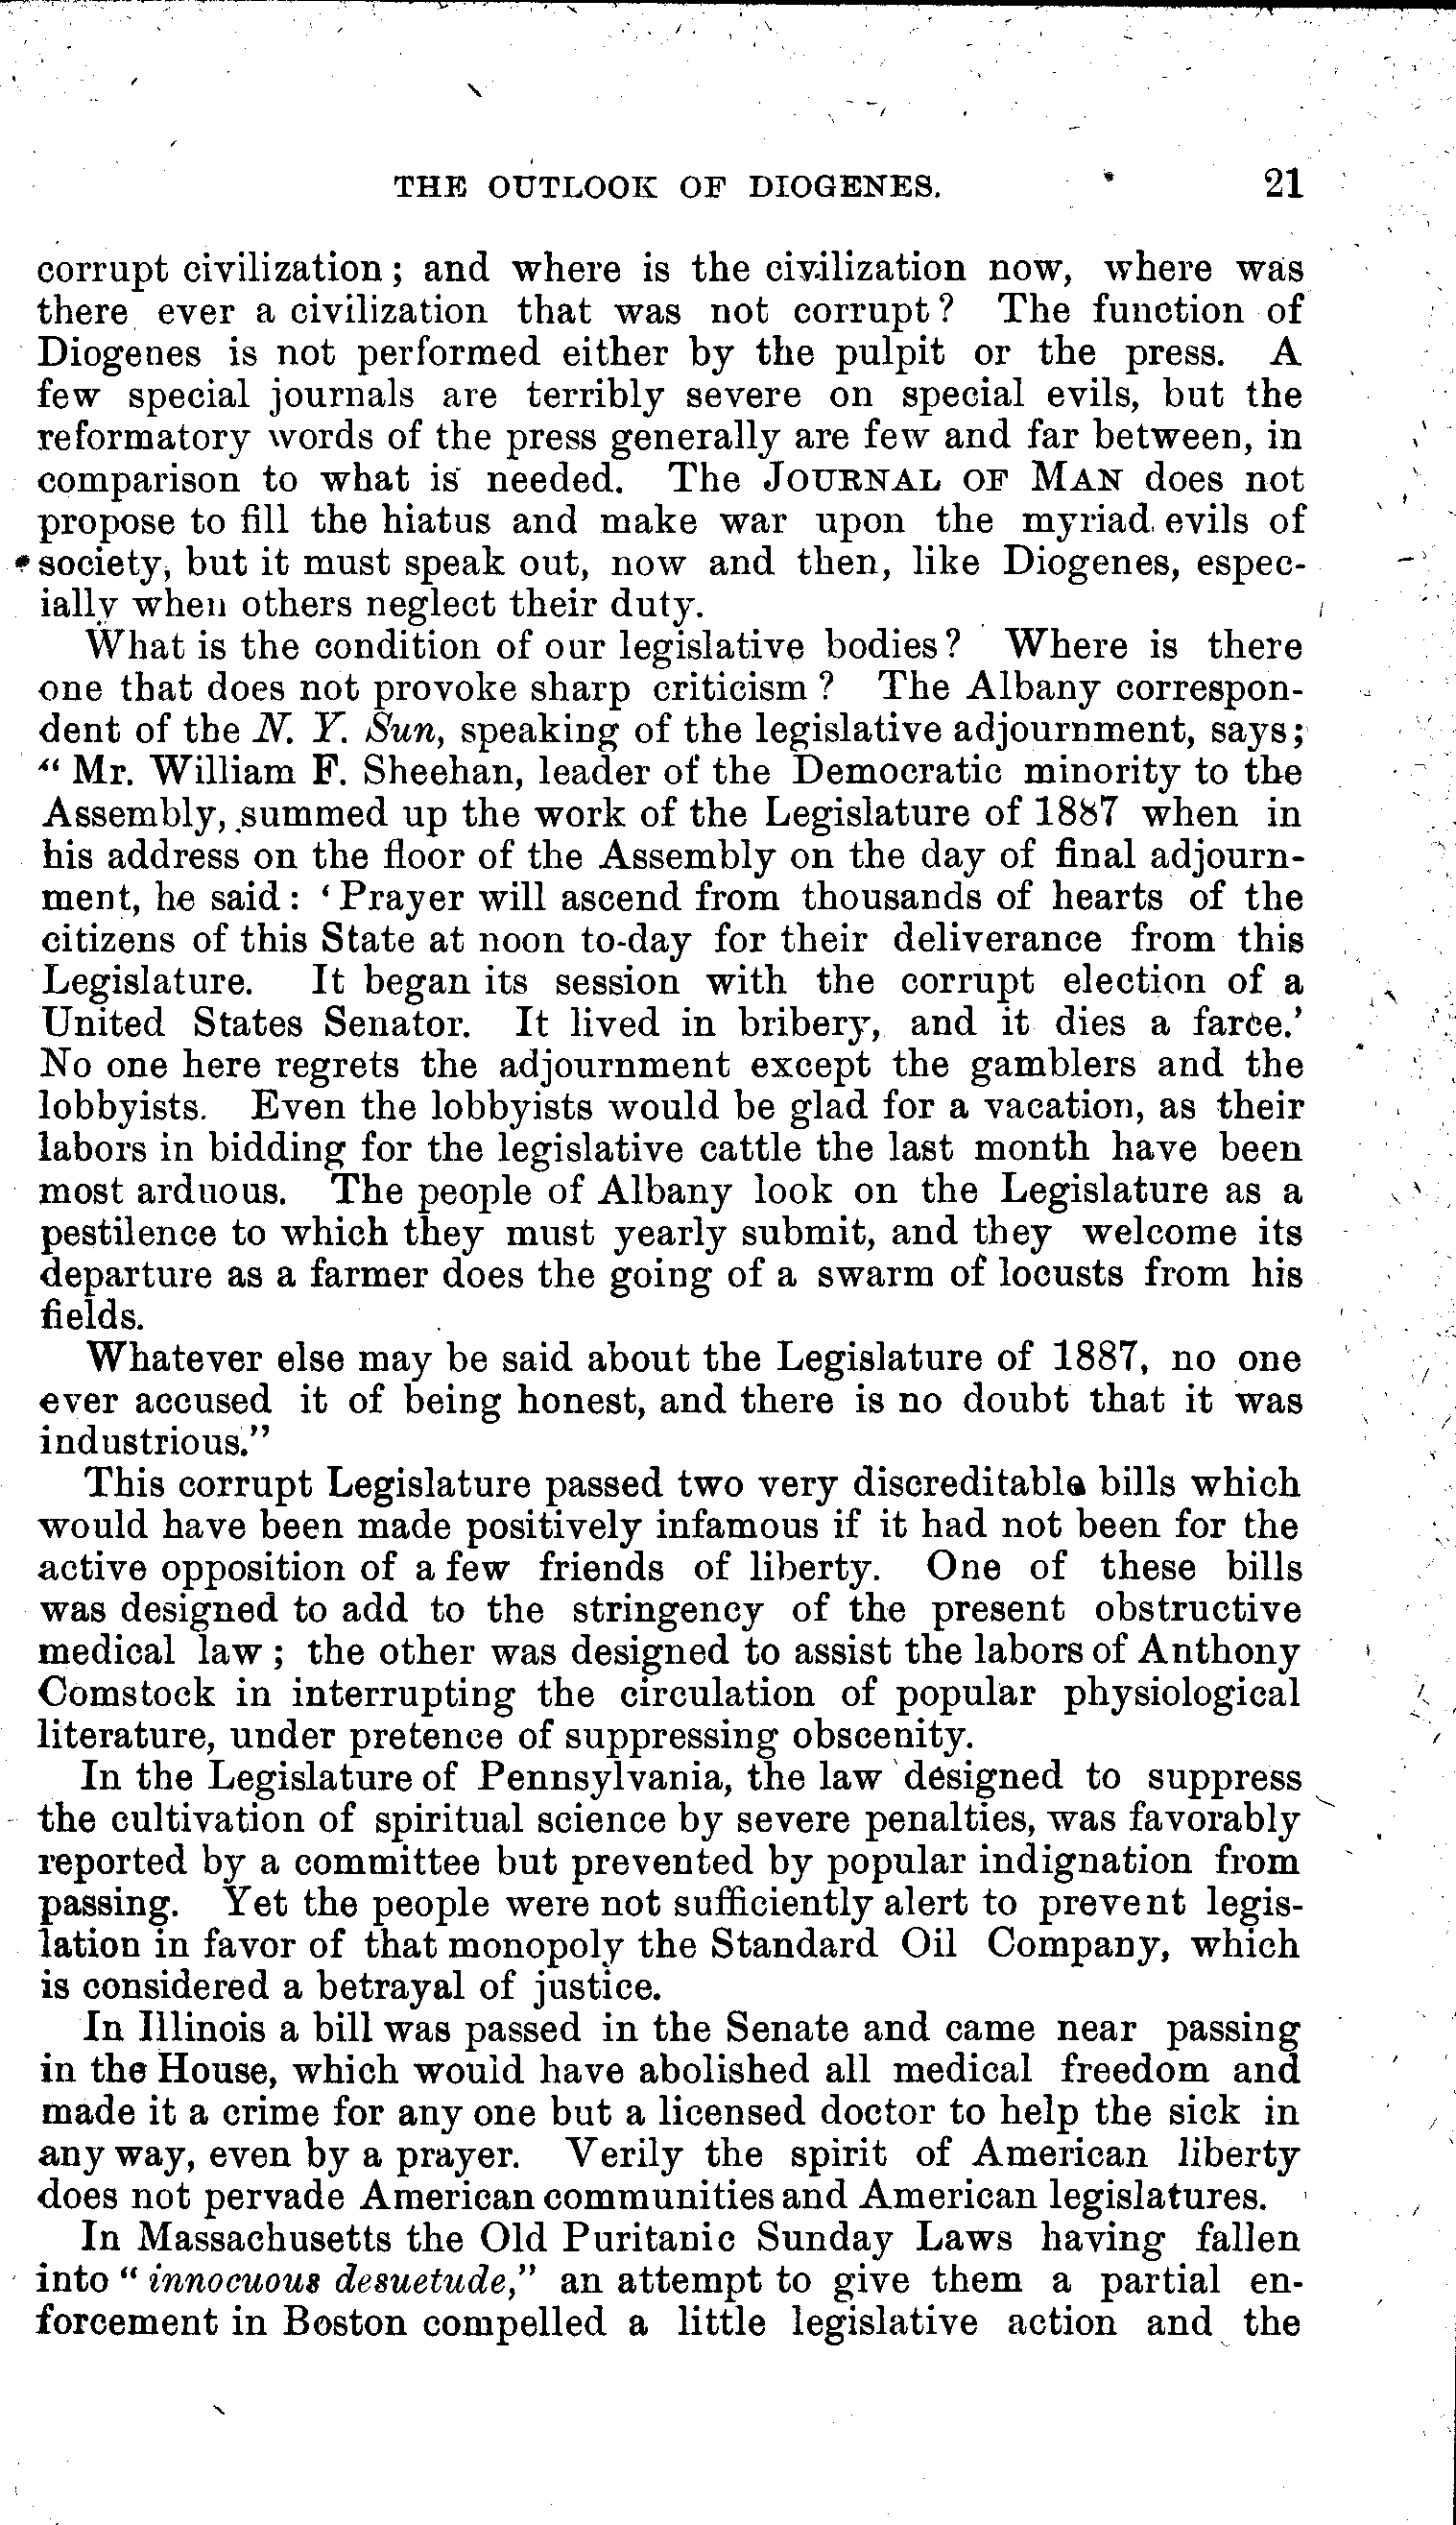 THE OUTLOOK OF DIOGENES. 21
corrupt civilization; and where is the civilization now, where was
there ever a civilization that was not corrupt? The function of
Diogenes is not performed either by the pulpit or the press. A
few special journals are terribly severe on special evils, but the
reformatory words of the press generally are few and far between, in
comparison to what is needed. The JOURNAL OF MAN does not
propose to fill the hiatus and make war upon the myriad evils of
society, but it must speak out, now and then, like Diogenes, espec-
ially when others neglect their duty.
What is the condition of our legislative bodies? Where is there
one that does not provoke sharp criticism? The Albany correspon-
dent of the N. Y. Sun, speaking of the legislative adjournment, says;
"Mr. William F. Sheehan, leader of the Democratic minority to the
Assembly, summed up the work of the Legislature of 1887 when in
his address on the floor of the Assembly on the day of final adjourn-
ment, he said: 'Prayer will ascend from thousands of hearts of the
citizens of this State at noon to-day for their deliverance from this
Legislature. It began its session with the corrupt election of a
United States Senator. It lived in bribery, and it dies a farce.'
No one here regrets the adjournment except the gamblers and the
lobbyists. Even the lobbyists would be glad for a vacation, as their
labors in bidding for the legislative cattle the last month have been
most arduous. The people of Albany look on the Legislature as a
pestilence to which they must yearly submit, and they welcome its
departure as a farmer does the going of a swarm of locusts from his
fields.
Whatever else may be said about the Legislature of 1887, no one
ever accused it of being honest, and there is no doubt that it was
industrious."
This corrupt Legislature passed two very discreditable bills which
would have been made positively infamous if it had not been for the
active opposition of a few friends of liberty. One of these bills
was designed to add to the stringency of the present obstructive
medical law; the other was designed to assist the labors of Anthony
Comstock in interrupting the circulation of popular physiological
literature, under pretence of suppressing obscenity.
In the Legislature of Pennsylvania, the law designed to suppress
the cultivation of spiritual science by severe penalties, was favorably
reported by a committee but prevented by popular indignation from
passing. Yet the people were not sufficiently alert to prevent legis-
lation in favor of that monopoly the Standard Oil Company, which
is considered a betrayal of justice.
In Illinois a bill was passed in the Senate and came near passing
in the House, which would have abolished all medical freedom and
made it a crime for any one but a licensed doctor to help the sick in
any way, even by a prayer. Verily the spirit of American liberty
does not pervade American communities and American legislatures.
In Massachusetts the Old Puritanic Sunday Laws having fallen
into "innocuous desuetude," an attempt to give them a partial en-
forcement in Boston compelled a little legislative action and the